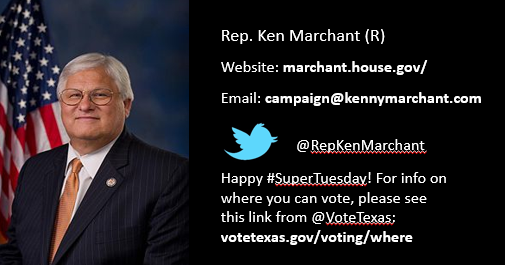 Rep. Ken Marchant (R)
Website: marchant.house.gov/
Email: campaign@kennymarchant.com
@RepKenMarchant
Happy #SuperTuesday! For info on
where you can vote, please see
this link from @VoteTexas:
votetexas.gov/voting/where